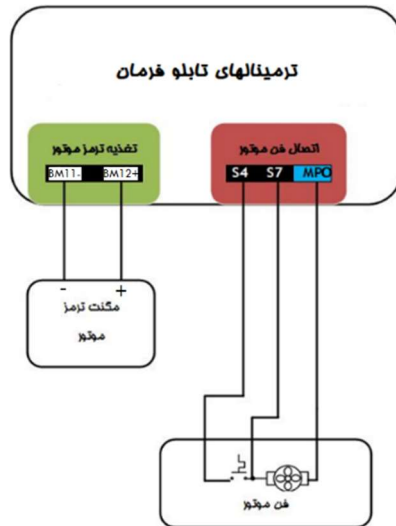 ترمینالهای تابلو فرمان
تغذیه ترمز موتور
BM11- BM12+
اتصال فن موتور
S4 S7 MPO
- +
مگنت ترمز
موتور
فن موتور